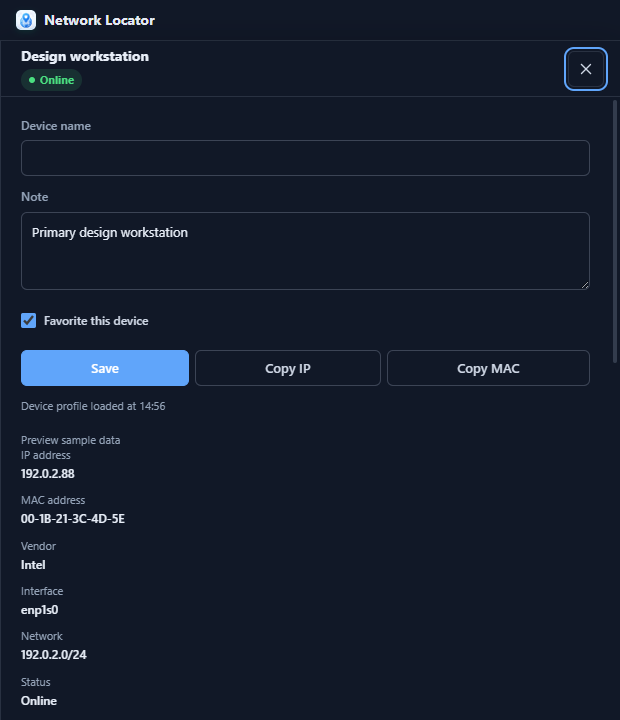 Network Locator
Design workstation
Online
Device name
Note
Primary design workstation
Favorite this device
Save
Copy IP
Copy MAC
Device profile loaded at 14:56
Preview sample data
IP address
192.0.2.88
MAC address
00-1B-21-3C-4D-5E
Vendor
Intel
Interface
enp1s0
Network
192.0.2.0/24
Status
Online